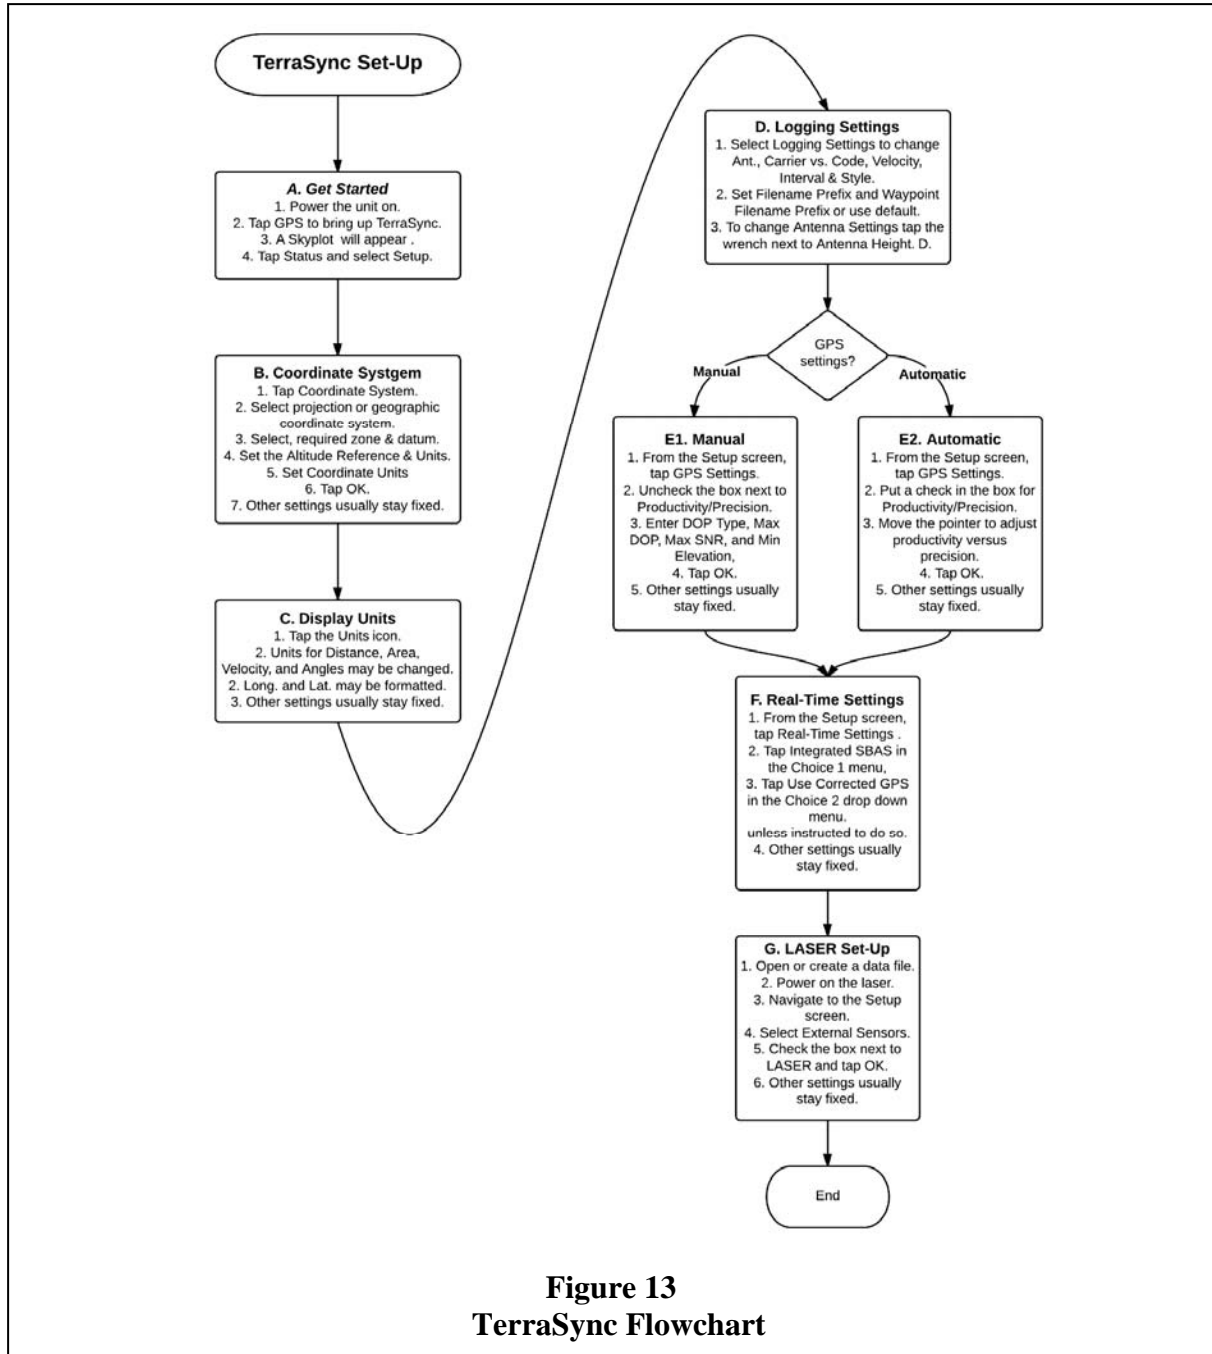 TerraSync Set-Up
A. Get Started
1. Power the unit on.
2. Tap GPS to bring up TerraSync.
3. A Skyplot will appear .
4. Tap Status and select Setup.
B. Coordinate Systgem
1. Tap Coordinate System.
2. Select projection or geographic
coordinate system.
3. Select, required zone & datum.
4. Set the Altitude Reference & Units.
5. Set Coordinate Units
6. Tap OK.
7. Other settings usually stay fixed.
C. Display Units
1. Tap the Units icon.
2. Units for Distance, Area,
Velocity, and Angles may be changed.
2. Long. and Lat. may be formatted.
3. Other settings usually stay fixed.
D. Logging Settings
1. Select Logging Settings to change
Ant., Carrier vs. Code, Velocity,
Interval & Style.
2. Set Filename Prefix and Waypoint
Filename Prefix or use default.
3. To change Antenna Settings tap the
wrench next to Antenna Height. D.
GPS
settings?
Manual
Automatic
E1. Manual
1. From the Setup screen,
tap GPS Settings.
2. Uncheck the box next to
Productivity/Precision.
3. Enter DOP Type, Max
DOP, Max SNR, and Min
Elevation,
4. Tap OK.
5. Other settings usually
stay fixed.
E2. Automatic
1. From the Setup screen,
tap GPS Settings.
2. Put a check in the box for
Productivity/Precision.
3. Move the pointer to adjust
productivity versus
precision.
4. Tap OK.
5. Other settings usually
stay fixed.
F. Real-Time Settings
1. From the Setup screen,
tap Real-Time Settings .
2. Tap Integrated SBAS in
the Choice 1 menu,
3. Tap Use Corrected GPS
in the Choice 2 drop down
menu.
unless instructed to do so.
4. Other settings usually
stay fixed.
G. LASER Set-Up
1. Open or create a data file.
2. Power on the laser.
3. Navigate to the Setup
screen.
4. Select External Sensors.
5. Check the box next to
LASER and tap OK.
6. Other settings usually
stay fixed.
End
Figure 13
TerraSync Flowchart